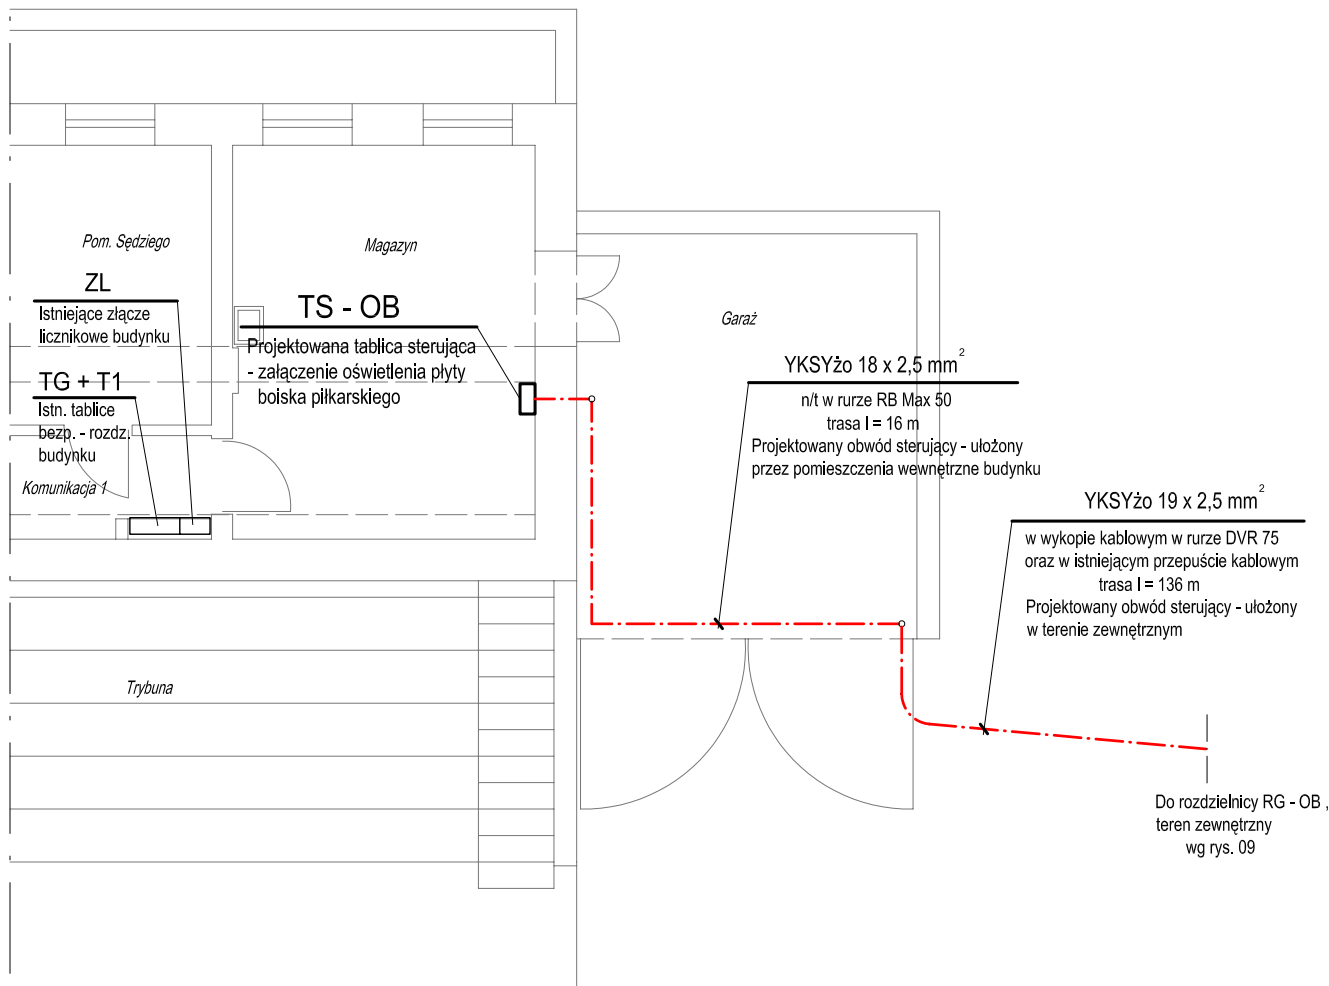 Pom. Sędziego
Magazyn
ZL
Istniejące złącze
licznikowe budynku
TG + T1
Istn. tablice
bezp. - rozdz.
budynku
Komunikacja 1
TS - OB
Projektowana tablica sterująca
- załączenie oświetlenia płyty
boiska piłkarskiego
Garaż
YKSYżo 18 x 2,5 mm²
n/t w rurze RB Max 50
trasa l = 16 m
Projektowany obwód sterujący - ułożony
przez pomieszczenia wewnętrzne budynku
YKSYżo 19 x 2,5 mm²
w wykopie kablowym w rurze DVR 75
oraz w istniejącym przepuście kablowym
trasa l = 136 m
Projektowany obwód sterujący - ułożony
w terenie zewnętrznym
Trybuna
Do rozdzielnicy RG - OB ,
teren zewnętrzny
wg rys. 09